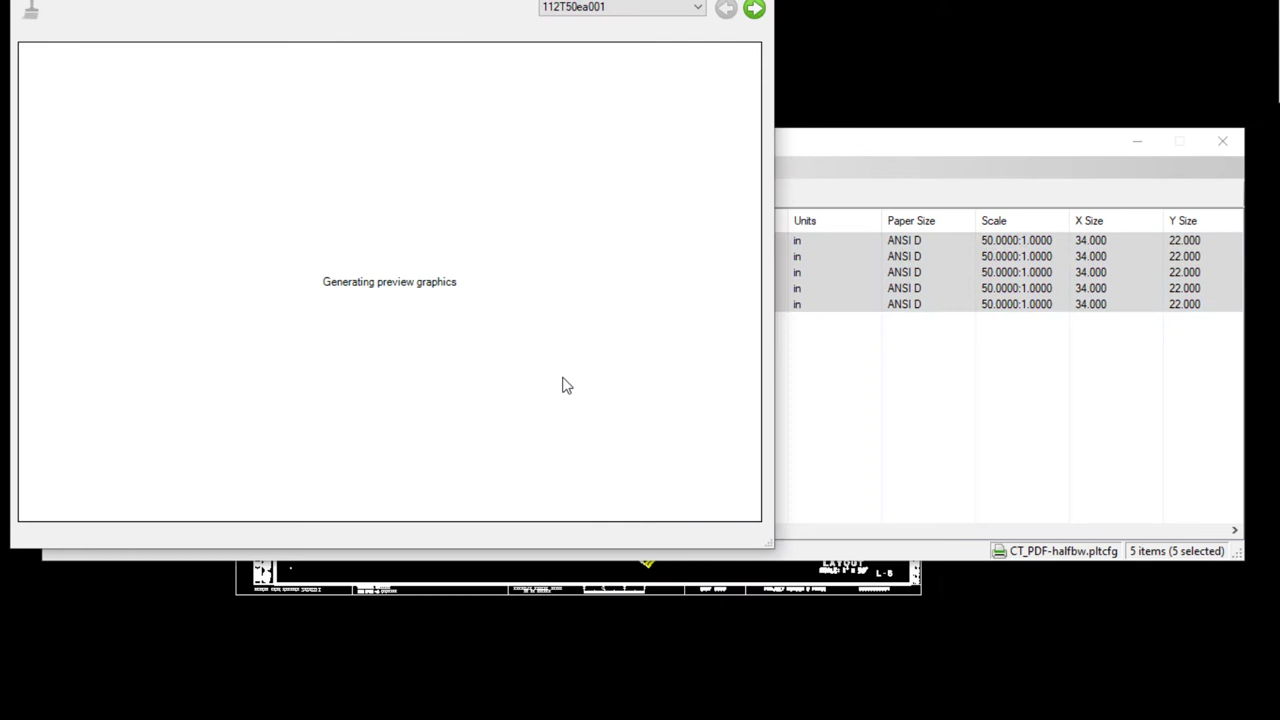 112T50ea001
Generating preview graphics
Units Paper Size Scale X Size Y Size
in ANSI D 50.0000:1.0000 34.000 22.000
in ANSI D 50.0000:1.0000 34.000 22.000
in ANSI D 50.0000:1.0000 34.000 22.000
in ANSI D 50.0000:1.0000 34.000 22.000
in ANSI D 50.0000:1.0000 34.000 22.000
CT_PDF-halfbw.pltcfg 5 items (5 selected)
LAYOUT